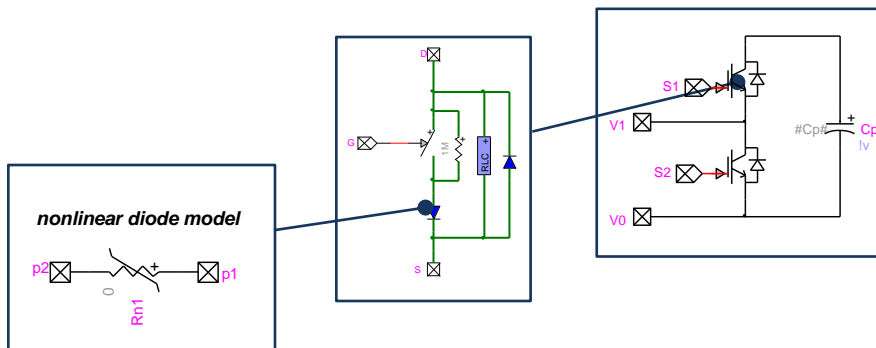 nonlinear diode model
p2
0
Rn1
p1
D
G
1M
RLC
S
S1
V1
#Cp#
Cp
!v
S2
V0